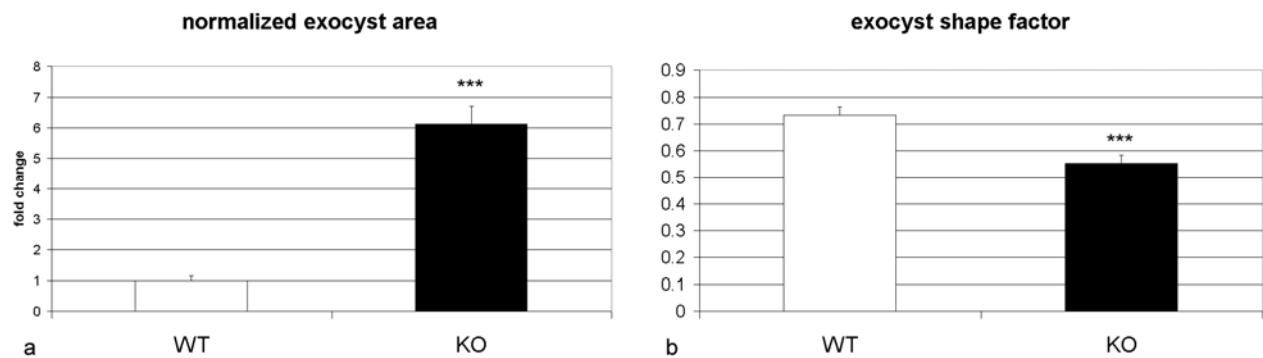 normalized exocyst area
fold change
8
7
6
5
4
3
2
1
0
***
WT
KO
a
exocyst shape factor
0.9
0.8
0.7
0.6
0.5
0.4
0.3
0.2
0.1
0
***
WT
KO
b